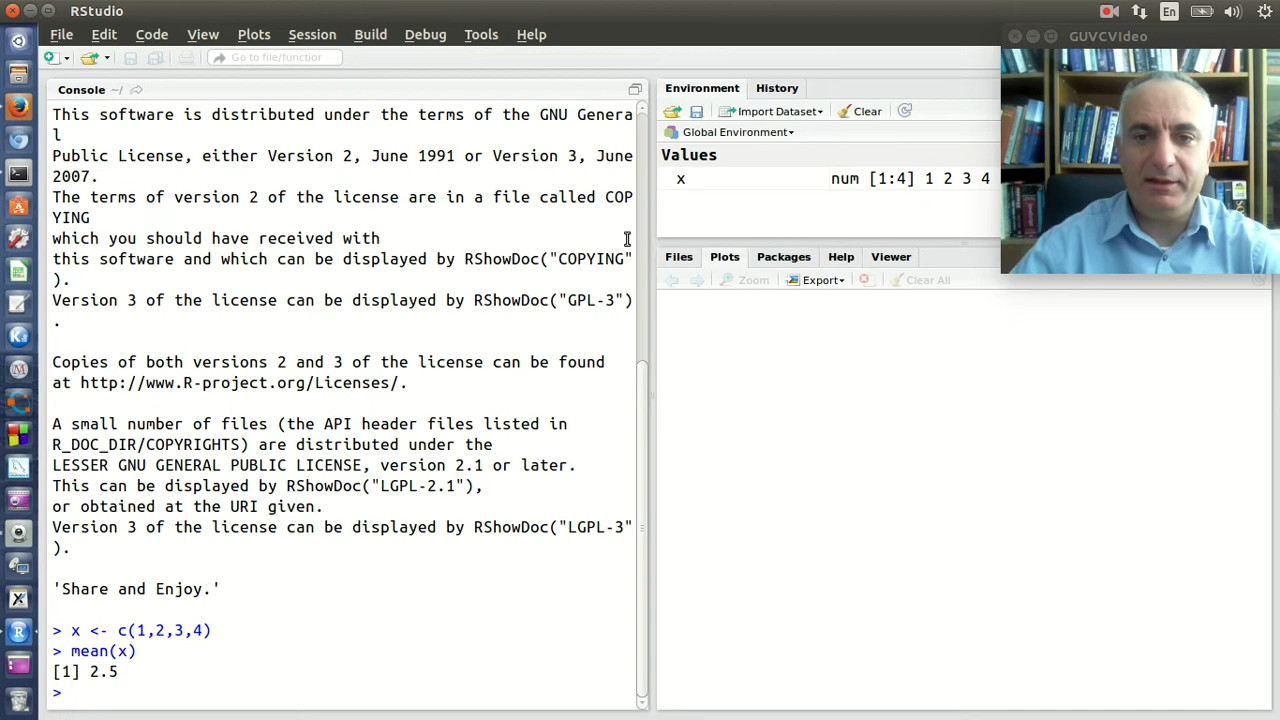 RStudio
En
File Edit Code View Plots Session Build Debug Tools Help
GUVCVIdeo
Go to file/function
Console ~/
This software is distributed under the terms of the GNU Genera
l
Public License, either Version 2, June 1991 or Version 3, June
2007.
The terms of version 2 of the license are in a file called COP
YING
which you should have received with
this software and which can be displayed by RShowDoc("COPYING"
).
Version 3 of the license can be displayed by RShowDoc("GPL-3")
.
Copies of both versions 2 and 3 of the license can be found
at http://www.R-project.org/Licenses/.
A small number of files (the API header files listed in
R_DOC_DIR/COPYRIGHTS) are distributed under the
LESSER GNU GENERAL PUBLIC LICENSE, version 2.1 or later.
This can be displayed by RShowDoc("LGPL-2.1"),
or obtained at the URI given.
Version 3 of the license can be displayed by RShowDoc("LGPL-3"
).
'Share and Enjoy.'
> x <- c(1,2,3,4)
> mean(x)
[1] 2.5
>
Environment History
Import Dataset Clear
Global Environment
Values
x num [1:4] 1 2 3 4
Files Plots Packages Help Viewer
Zoom Export Clear All